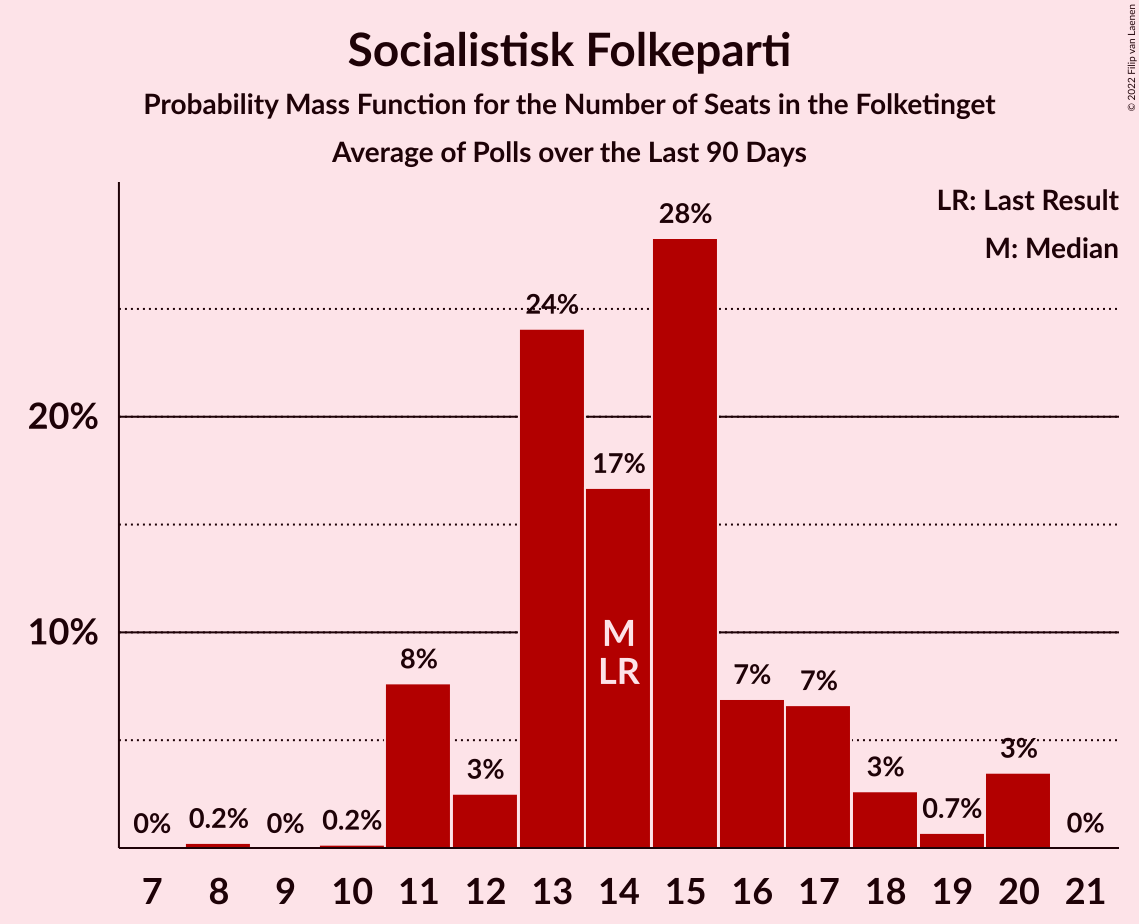 Socialistisk Folkeparti
Probability Mass Function for the Number of Seats in the Folketinget
Average of Polls over the Last 90 Days
© 2022 Filip van Laenen
LR: Last Result
M: Median
20%
10%
0%
0.2%
0%
0.2%
8%
3%
24%
17%
28%
7%
7%
3%
0.7%
3%
0%
M
LR
7 8 9 10 11 12 13 14 15 16 17 18 19 20 21